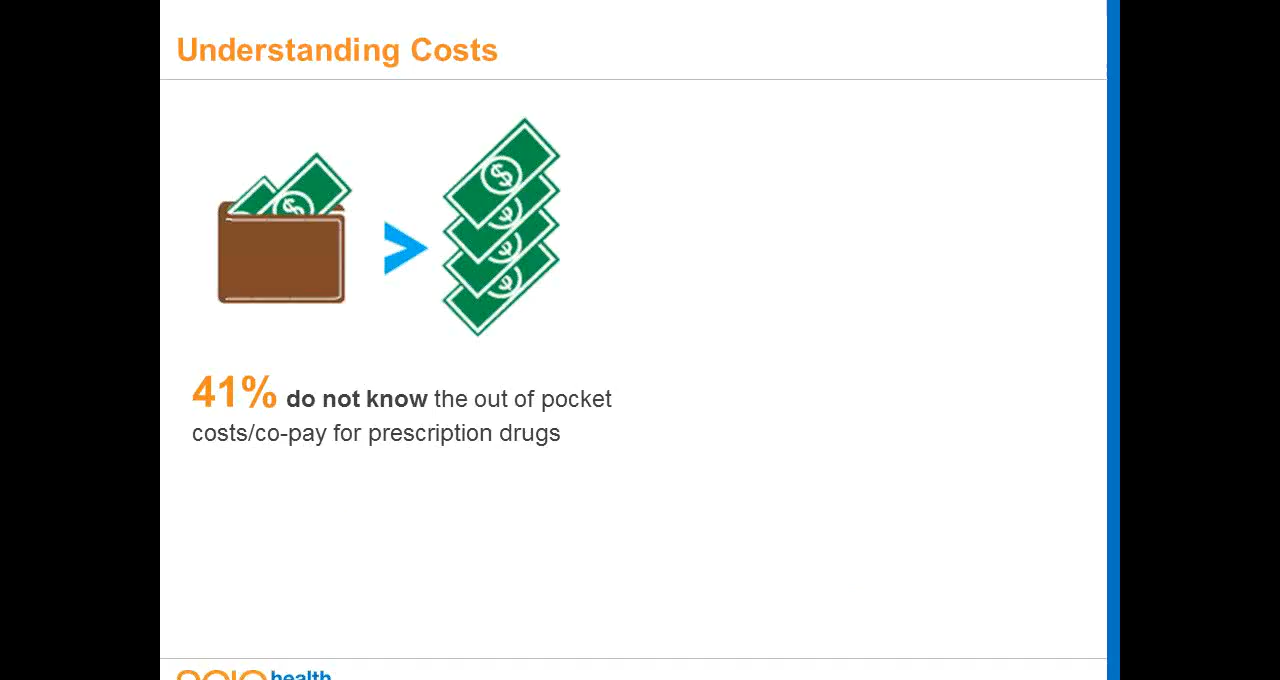 Understanding Costs
$
$
41% do not know the out of pocket
costs/co-pay for prescription drugs
health